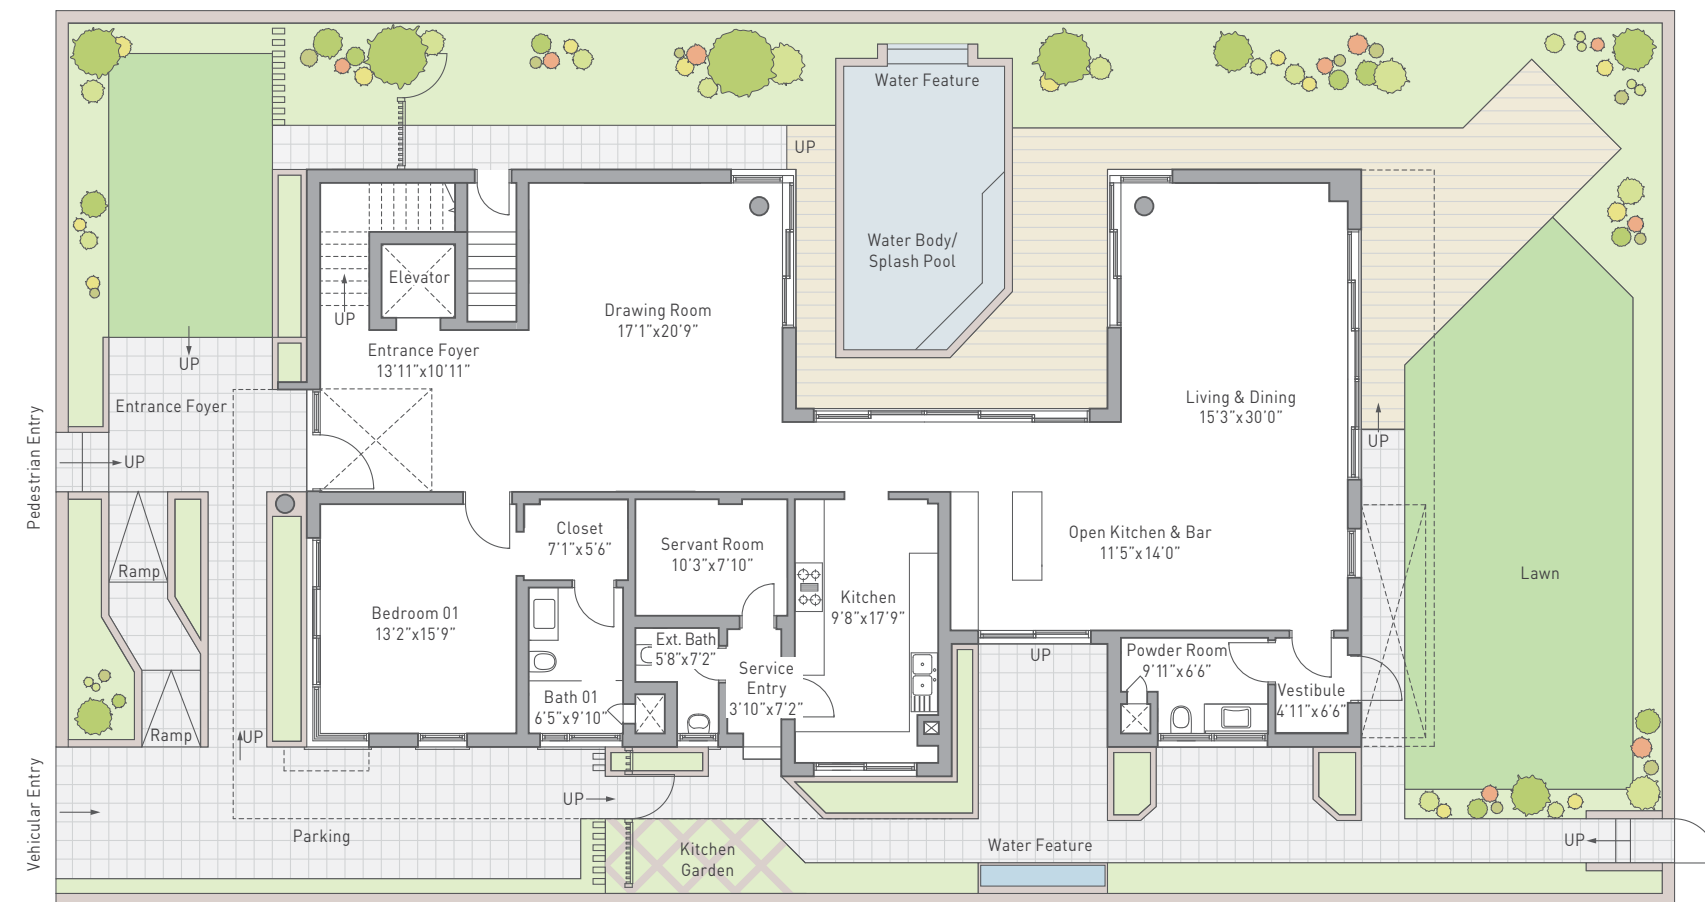 Water Feature
UP
Water Body/
Splash Pool
Elevator
UP
Drawing Room
17'1"x20'9"
Entrance Foyer
13'11"x10'11"
UP
Entrance Foyer
Living & Dining
15'3"x30'0"
UP
Pedestrian Entry
UP
Closet
7'1"x5'6"
Servant Room
10'3"x7'10"
Open Kitchen & Bar
11'5"x14'0"
Ramp
Lawn
Bedroom 01
13'2"x15'9"
Kitchen
9'8"x17'9"
Ext. Bath
5'8"x7'2"
Service
Entry
3'10"x7'2"
UP
Powder Room
9'11"x6'6"
Vestibule
4'11"x6'6"
Bath 01
6'5"x9'10"
Ramp
UP
Vehicular Entry
UP
Parking
Kitchen
Garden
Water Feature
UP